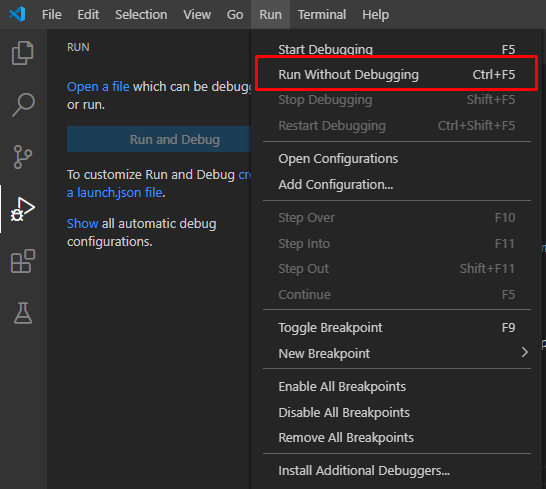 File Edit Selection View Go Run Terminal Help
RUN
Open a file which can be debugg
or run.
Run and Debug
To customize Run and Debug cre
a launch.json file.
Show all automatic debug
configurations.
Start Debugging F5
Run Without Debugging Ctrl+F5
Stop Debugging Shift+F5
Restart Debugging Ctrl+Shift+F5
Open Configurations
Add Configuration...
Step Over F10
Step Into F11
Step Out Shift+F11
Continue F5
Toggle Breakpoint F9
New Breakpoint
Enable All Breakpoints
Disable All Breakpoints
Remove All Breakpoints
Install Additional Debuggers...